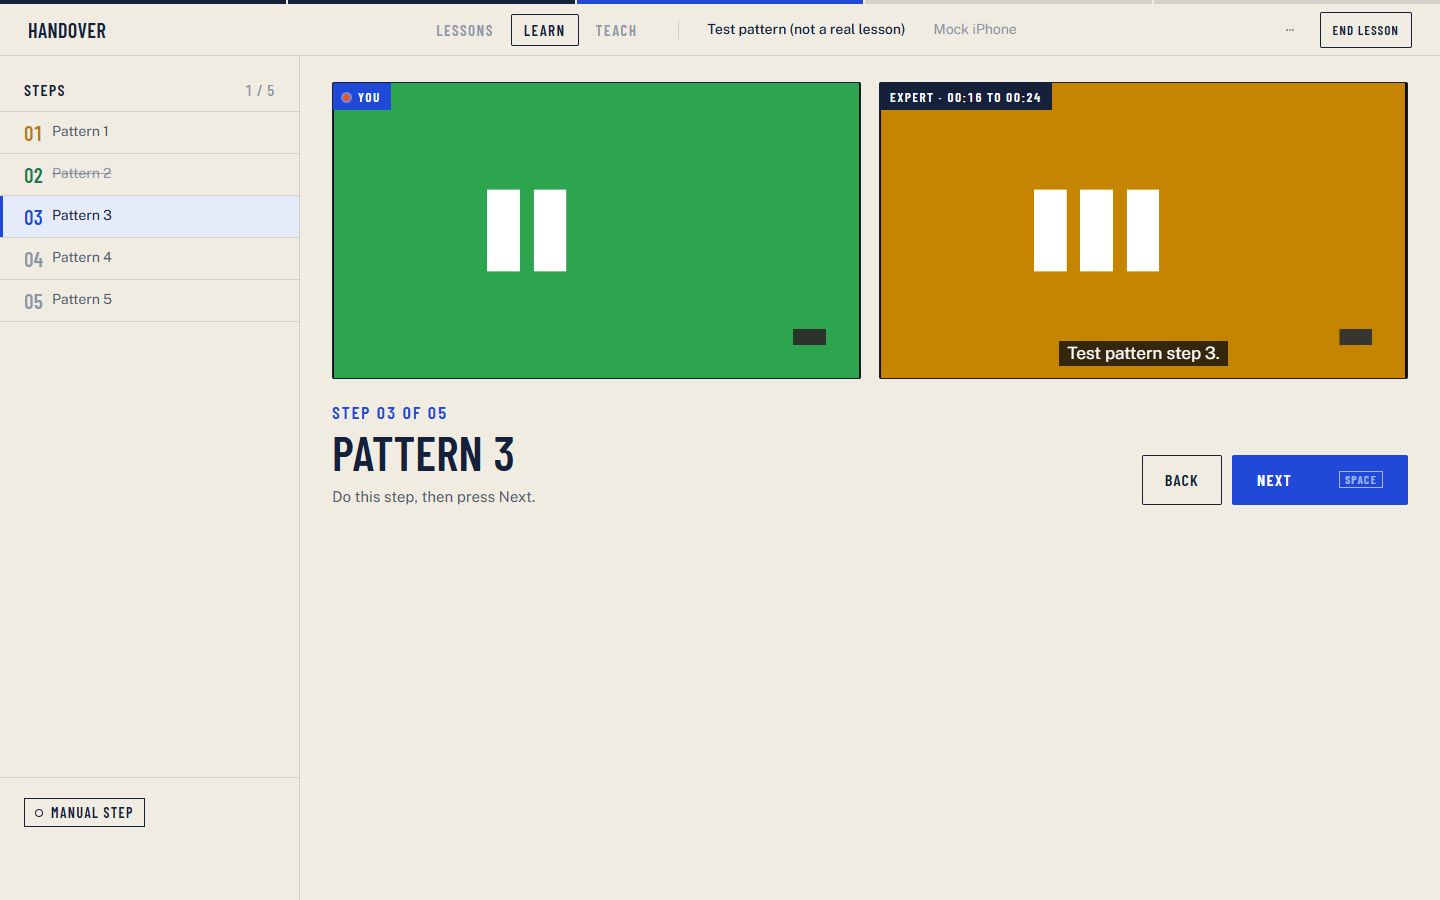 HANDOVER
LESSONS
LEARN
TEACH
Test pattern (not a real lesson)
Mock iPhone
...
END LESSON
STEPS
1 / 5
01 Pattern 1
02 Pattern 2
03 Pattern 3
04 Pattern 4
05 Pattern 5
MANUAL STEP
YOU
EXPERT · 00:16 TO 00:24
Test pattern step 3.
STEP 03 OF 05
PATTERN 3
Do this step, then press Next.
BACK
NEXT
SPACE